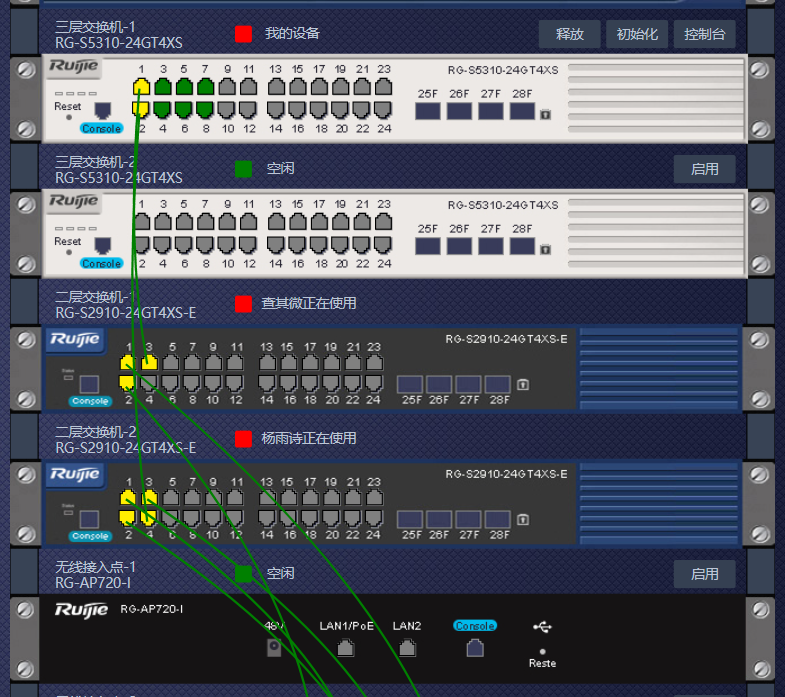 三层交换机-1
RG-S5310-24GT4XS
我的设备
释放 初始化 控制台
Ruijie
1 3 5 7 9 11 13 15 17 19 21 23
RG-S5310-24GT4XS
25F 26F 27F 28F
Reset
Console
2 4 6 8 10 12 14 16 18 20 22 24
三层交换机-2
RG-S5310-24GT4XS
空闲
启用
Ruijie
1 3 5 7 9 11 13 15 17 19 21 23
RG-S5310-24GT4XS
25F 26F 27F 28F
Reset
Console
2 4 6 8 10 12 14 16 18 20 22 24
二层交换机-1
RG-S2910-24GT4XS-E
查其微正在使用
Ruijie
RG-S2910-24GT4XS-E
1 3 5 7 9 11 13 15 17 19 21 23
Console
2 4 6 8 10 12 14 16 18 20 22 24
25F 26F 27F 28F
二层交换机-2
RG-S2910-24GT4XS-E
杨雨诗正在使用
Ruijie
RG-S2910-24GT4XS-E
1 3 5 7 9 11 13 15 17 19 21 23
Console
2 4 6 8 10 12 14 16 18 20 22 24
25F 26F 27F 28F
无线接入点-1
RG-AP720-I
空闲
启用
Ruijie RG-AP720-I
48V LAN1/PoE LAN2 Console
Reste